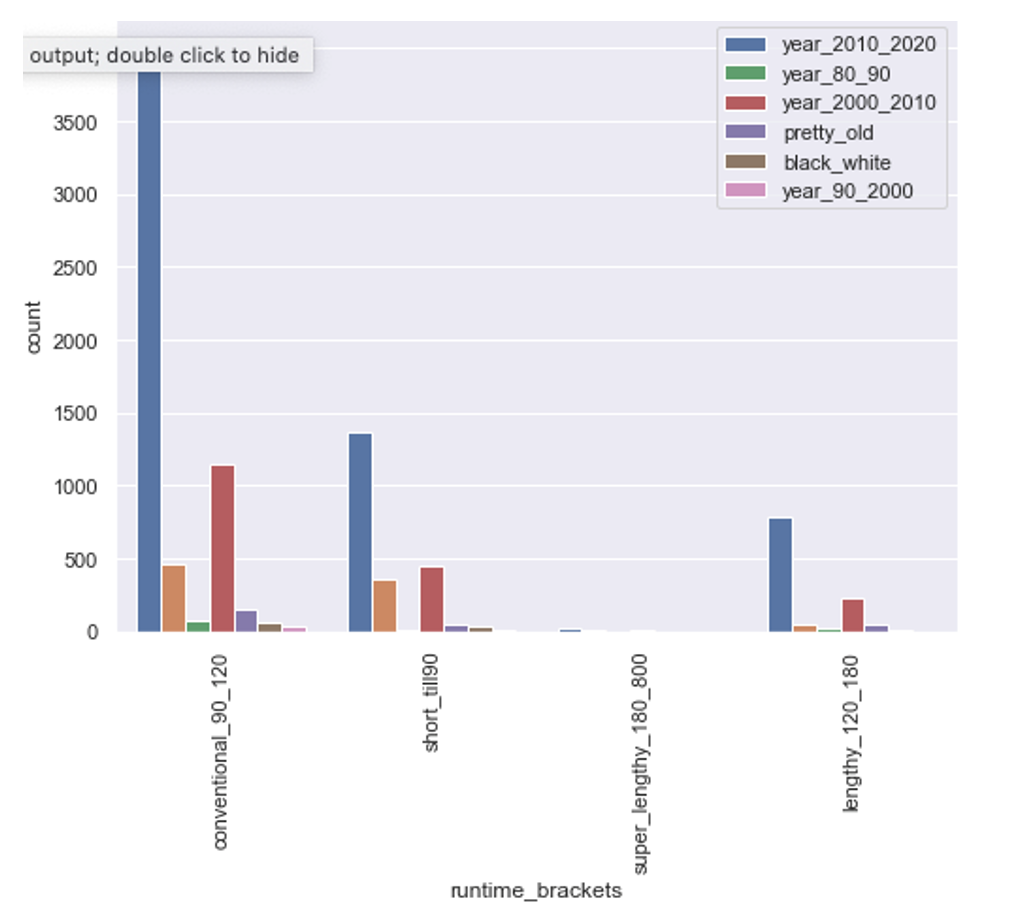 output; double click to hide
year_2010_2020
year_80_90
year_2000_2010
pretty_old
black_white
year_90_2000
3500
3000
2500
2000
1500
1000
500
0
count
conventional_90_120
short_till90
super_lengthy_180_800
lengthy_120_180
runtime_brackets